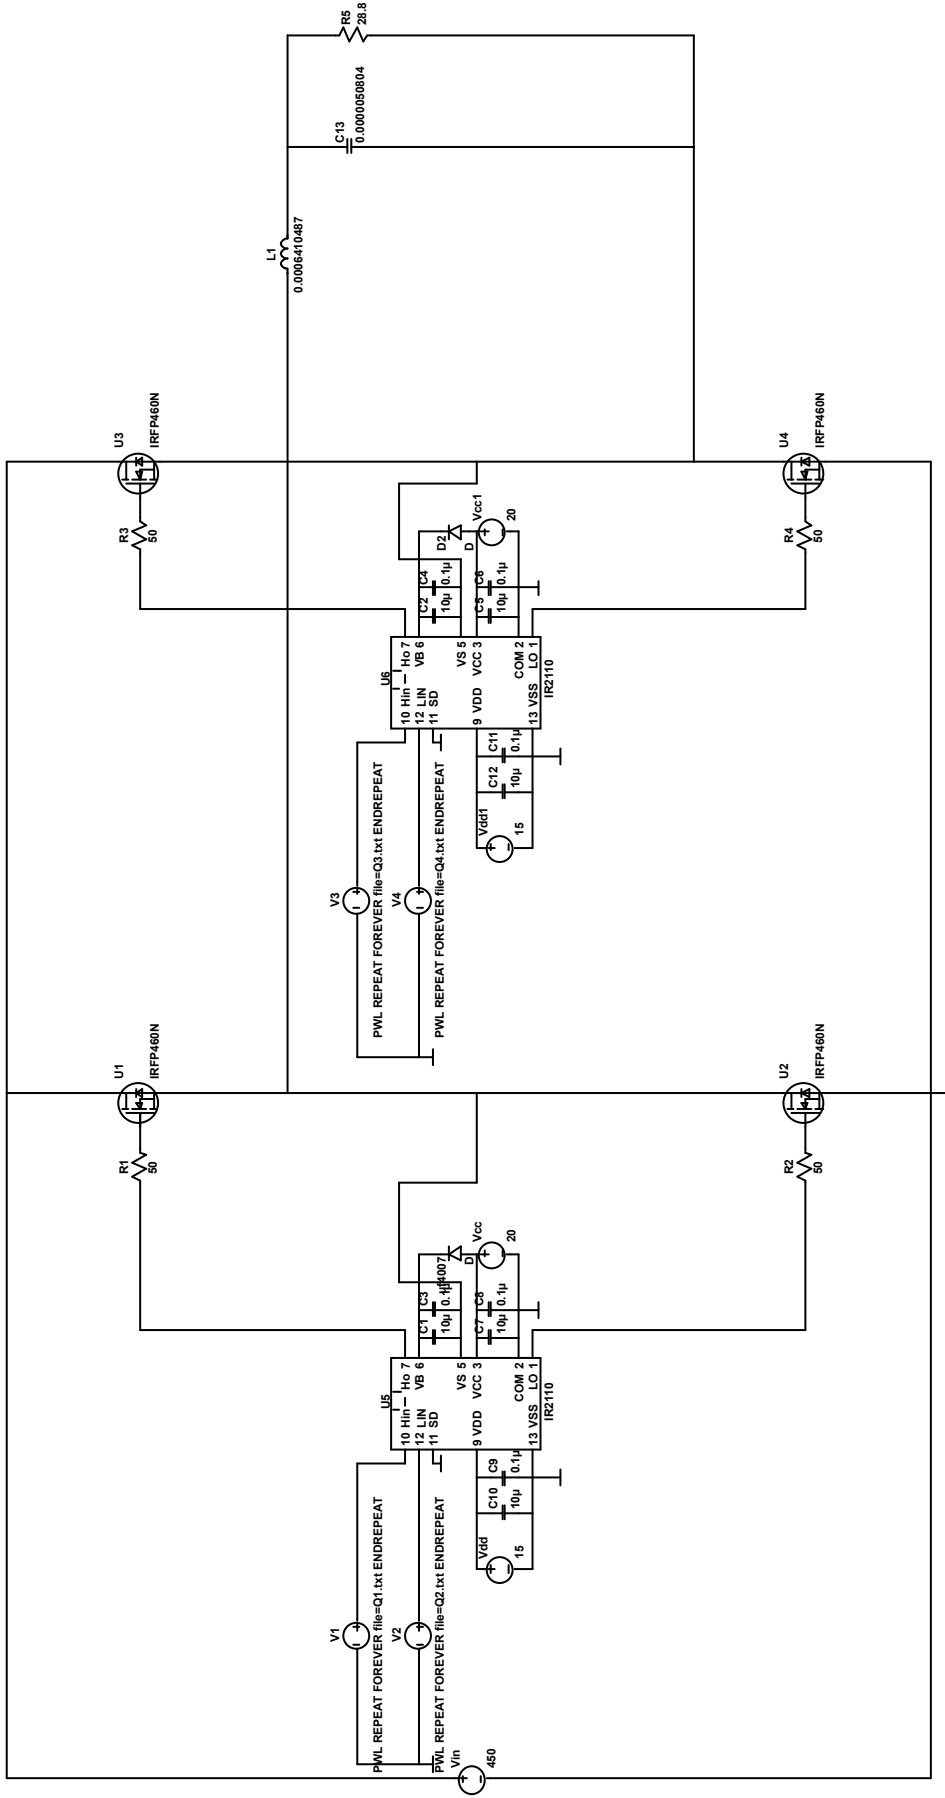 R5
28.8
C13
0.0000050804
L1
0.0006410487
U3
IRFP460N
R3
50
U4
IRFP460N
R4
50
D2
D
Vcc1
20
C2
10µ
C4
0.1µ
C5
10µ
C6
0.1µ
U6
10 Hin
Ho 7
12 LIN
VB 6
11 SD
VS 5
9 VDD
VCC 3
COM 2
13 VSS
LO 1
IR2110
C11
0.1µ
C12
10µ
Vdd1
15
V3
PWL REPEAT FOREVER file=Q3.txt ENDREPEAT
V4
PWL REPEAT FOREVER file=Q4.txt ENDREPEAT
U1
IRFP460N
R1
50
U2
IRFP460N
R2
50
D
Vcc
20
C1
10µ
C3
0.1µ
C7
10µ
C8
0.1µ
U5
10 Hin
Ho 7
12 LIN
VB 6
11 SD
VS 5
9 VDD
VCC 3
COM 2
13 VSS
LO 1
IR2110
C9
0.1µ
C10
10µ
Vdd
15
V1
PWL REPEAT FOREVER file=Q1.txt ENDREPEAT
V2
PWL REPEAT FOREVER file=Q2.txt ENDREPEAT
Vin
450